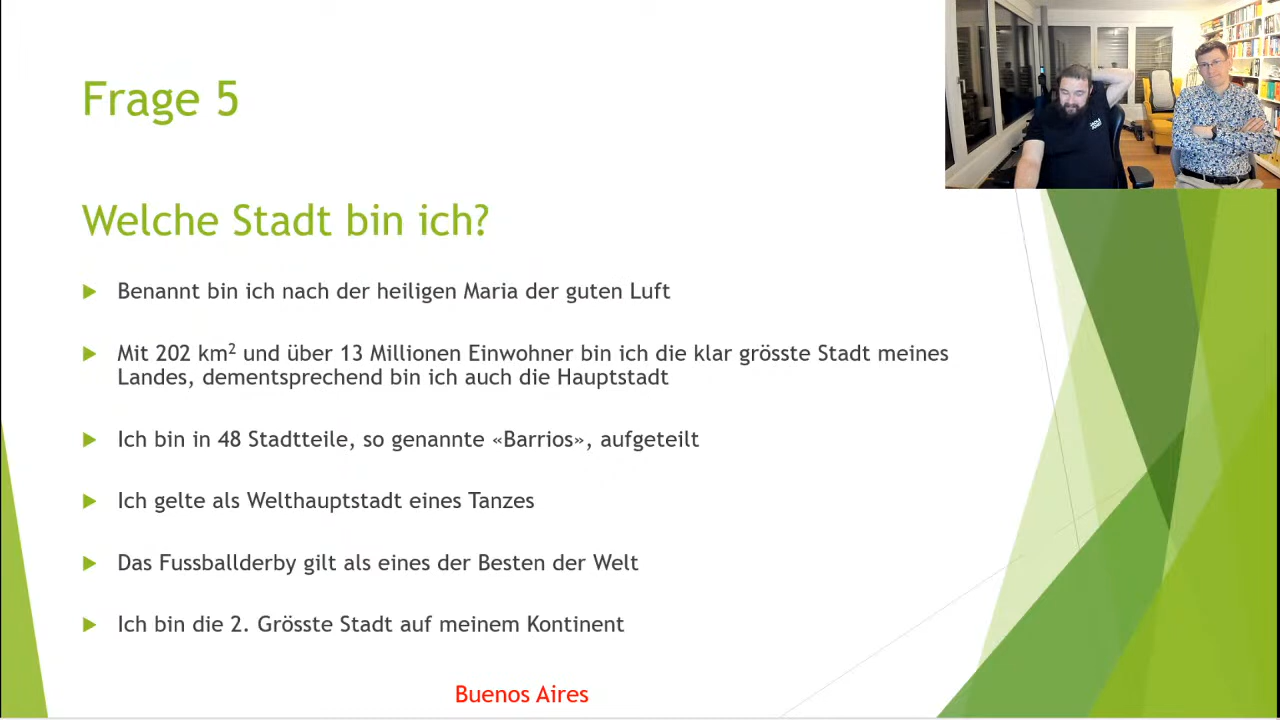 Frage 5
Welche Stadt bin ich?
Benannt bin ich nach der heiligen Maria der guten Luft
Mit 202 km² und über 13 Millionen Einwohner bin ich die klar grösste Stadt meines
Landes, dementsprechend bin ich auch die Hauptstadt
Ich bin in 48 Stadtteile, so genannte «Barrios», aufgeteilt
Ich gelte als Welthauptstadt eines Tanzes
Das Fussballderby gilt als eines der Besten der Welt
Ich bin die 2. Grösste Stadt auf meinem Kontinent
Buenos Aires